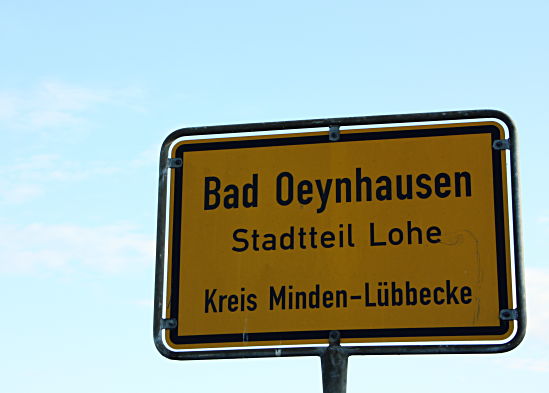 Bad Oeynhausen
Stadtteil Lohe
Kreis Minden-Lübbecke